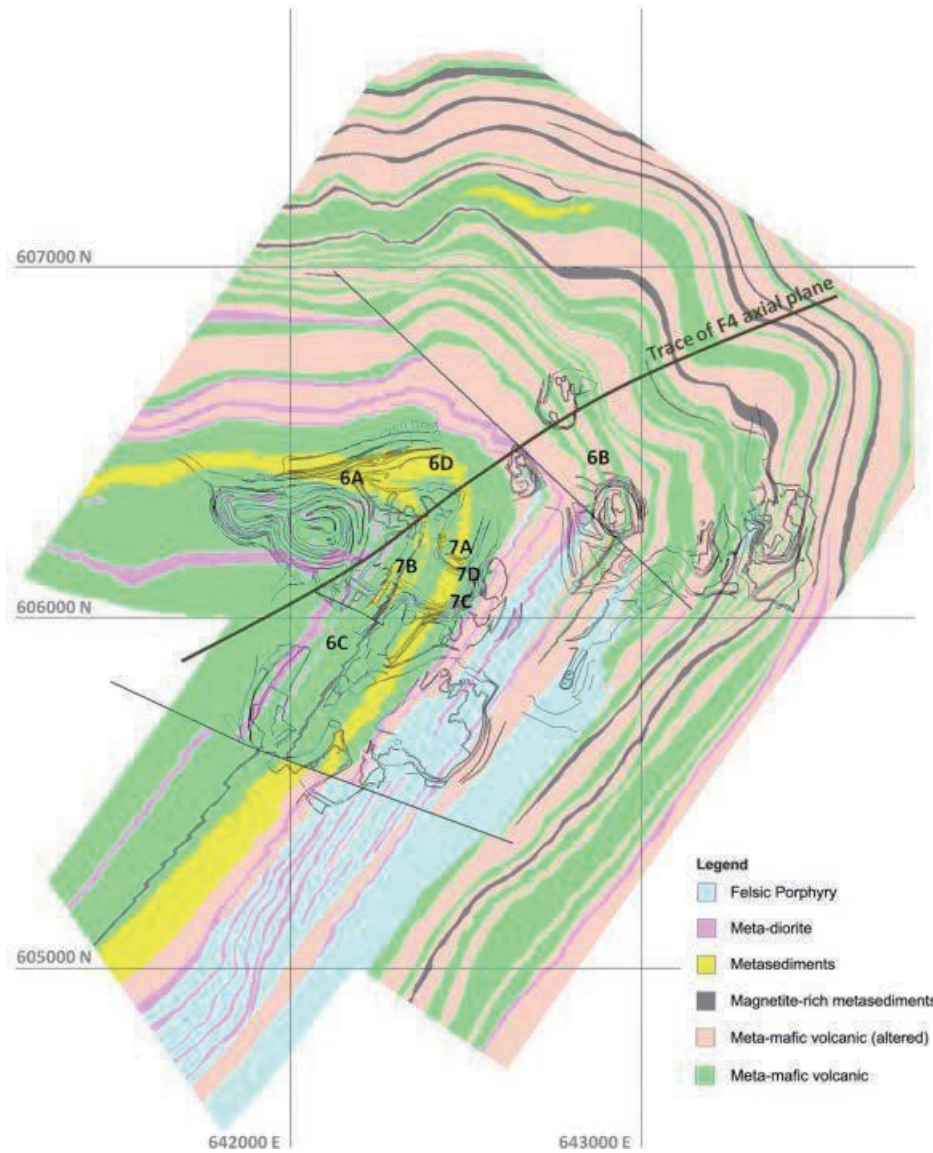 607000 N
Trace of F4 axial plane
6A
6D
6B
7A
7B
7D
7C
606000 N
6C
Legend
Felsic Porphyry
Meta-diorite
Metasediments
605000 N
Magnetite-rich metasediments
Meta-mafic volcanic (altered)
Meta-mafic volcanic
642000 E
643000 E